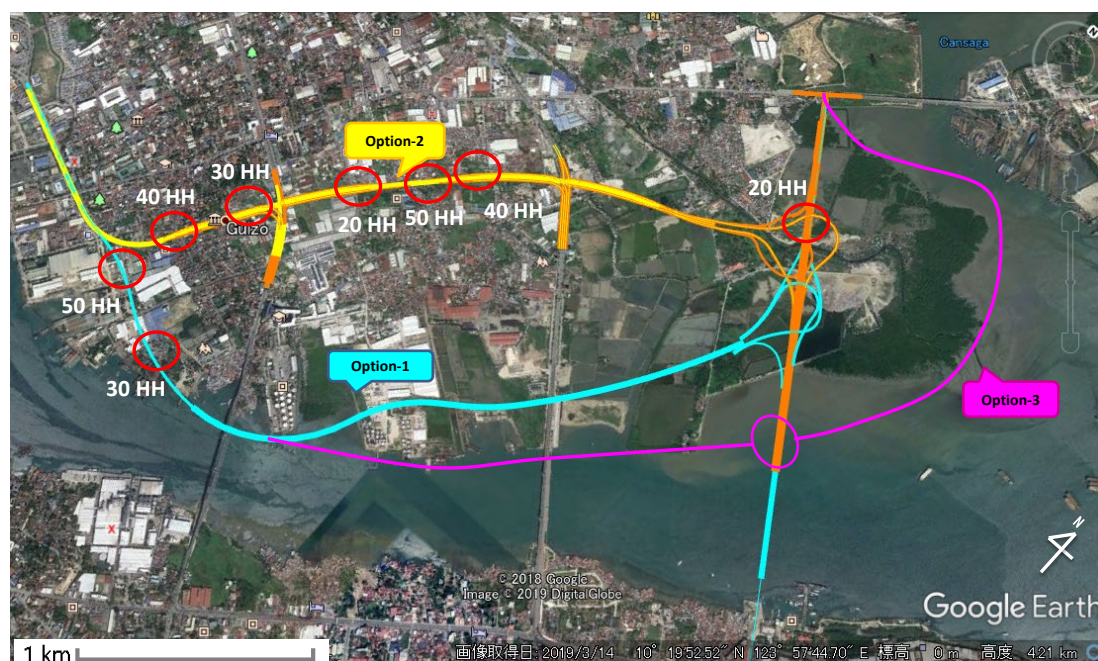 Cansaga
Option-2
30 HH
40 HH
20 HH
Guizo
20 HH
50 HH
40 HH
50 HH
30 HH
Option-1
Option-3
X
X
N
© 2018 Google
Image © 2019 DigitalGlobe
Google Earth
1 km
画像取得日: 2019/3/14 10° 19'52.52" N 123° 57'44.70" E 標高 0 m 高度 4.21 km